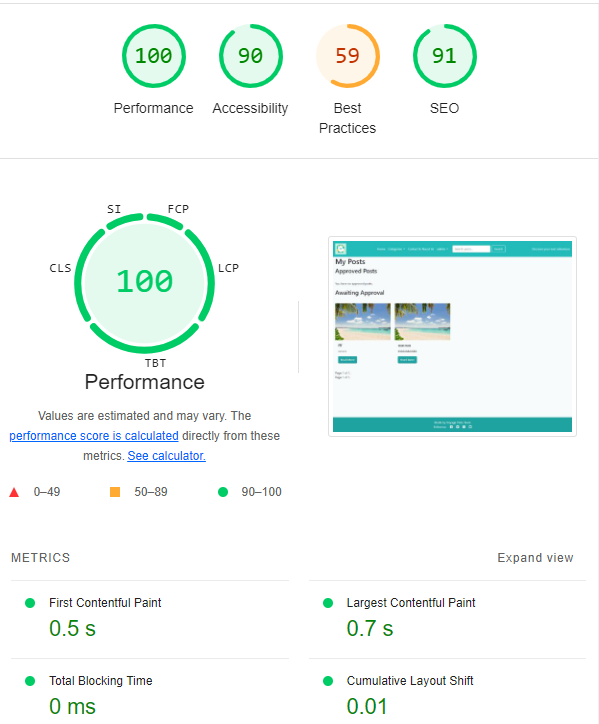 100
90
59
91
Performance
Accessibility
Best
Practices
SEO
SI
FCP
CLS
LCP
100
TBT
Performance
Values are estimated and may vary. The
performance score is calculated directly from these
metrics. See calculator.
0–49
50–89
90–100
My Posts
Approved Posts
Awaiting Approval
METRICS
Expand view
First Contentful Paint
0.5 s
Largest Contentful Paint
0.7 s
Total Blocking Time
0 ms
Cumulative Layout Shift
0.01